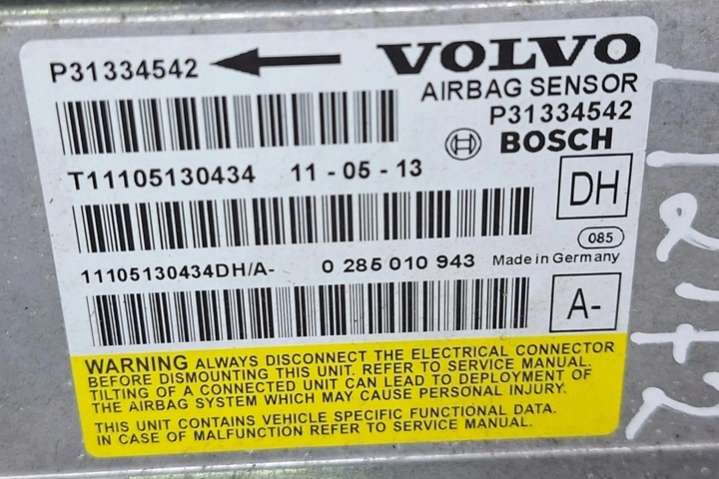 P31334542 VOLVO
AIRBAG SENSOR
P31334542
BOSCH
T11105130434 11 - 05 - 13
DH
085
11105130434DH/A- 0 285 010 943 Made in Germany
A-
WARNING ALWAYS DISCONNECT THE ELECTRICAL CONNECTOR
BEFORE DISMOUNTING THIS UNIT. REFER TO SERVICE MANUAL.
TILTING OF A CONNECTED UNIT CAN LEAD TO DEPLOYMENT OF
THE AIRBAG SYSTEM WHICH MAY CAUSE PERSONAL INJURY.
THIS UNIT CONTAINS VEHICLE SPECIFIC FUNCTIONAL DATA.
IN CASE OF MALFUNCTION REFER TO SERVICE MANUAL.